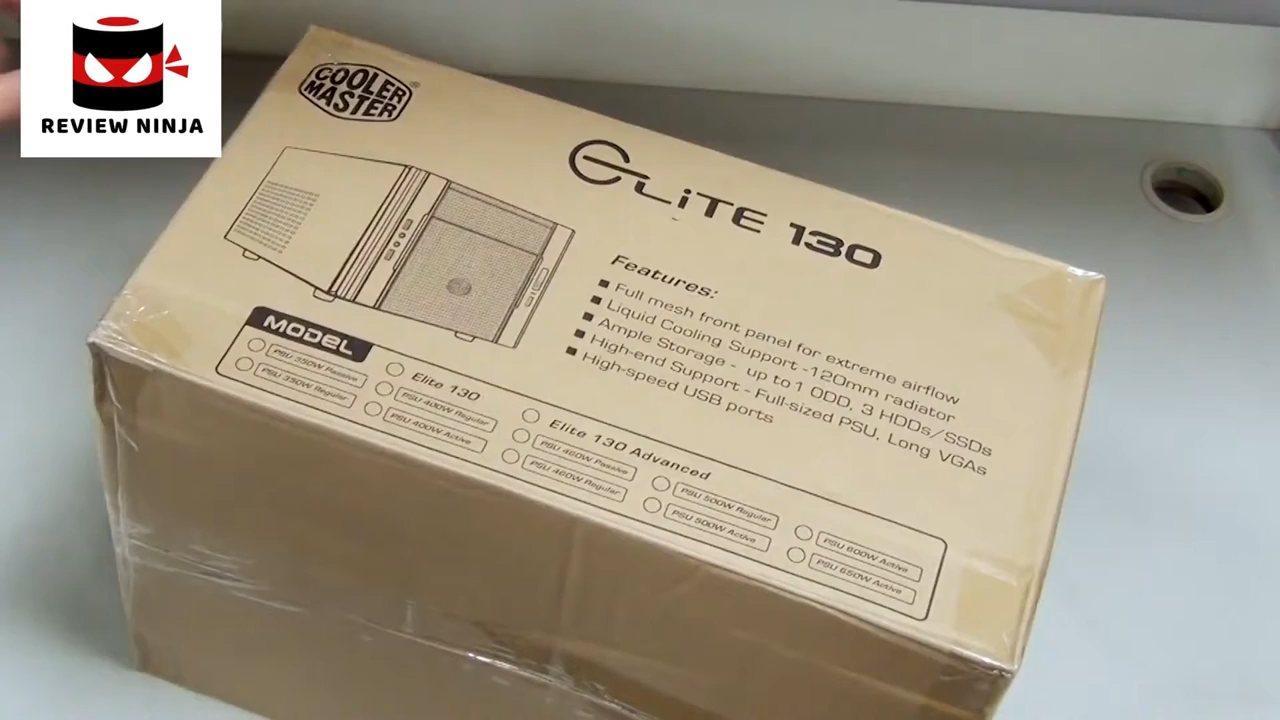 REVIEW NINJA
COOLER
MASTER
ELiTE 130
Features:
Full mesh front panel for extreme airflow
Liquid Cooling Support -120mm radiator
Ample Storage - up to 1 ODD, 3 HDDs/SSDs
High-end Support - Full-sized PSU, Long VGAs
High-speed USB ports
MODEL
Elite 130
Elite 130 Advanced
PSU 350W Passive
PSU 400W Regular
PSU 460W Passive
PSU 500W Regular
PSU 600W Active
PSU 350W Regular
PSU 400W Active
PSU 460W Regular
PSU 500W Active
PSU 650W Active